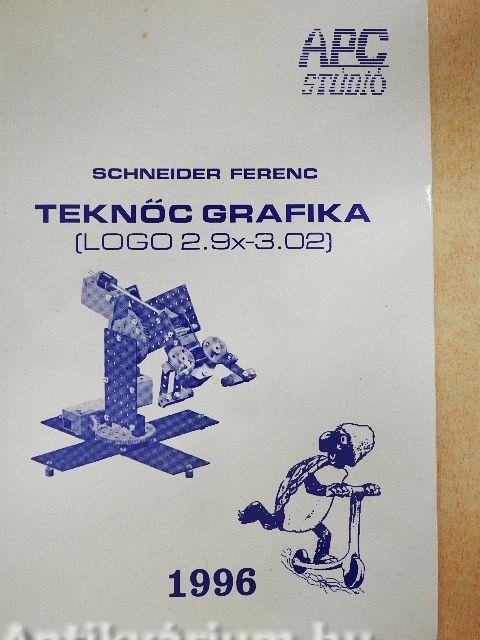 APC
STÚDIÓ
SCHNEIDER FERENC
TEKNŐC GRAFIKA
(LOGO 2.9x-3.02)
1996
Antikvárium.hu